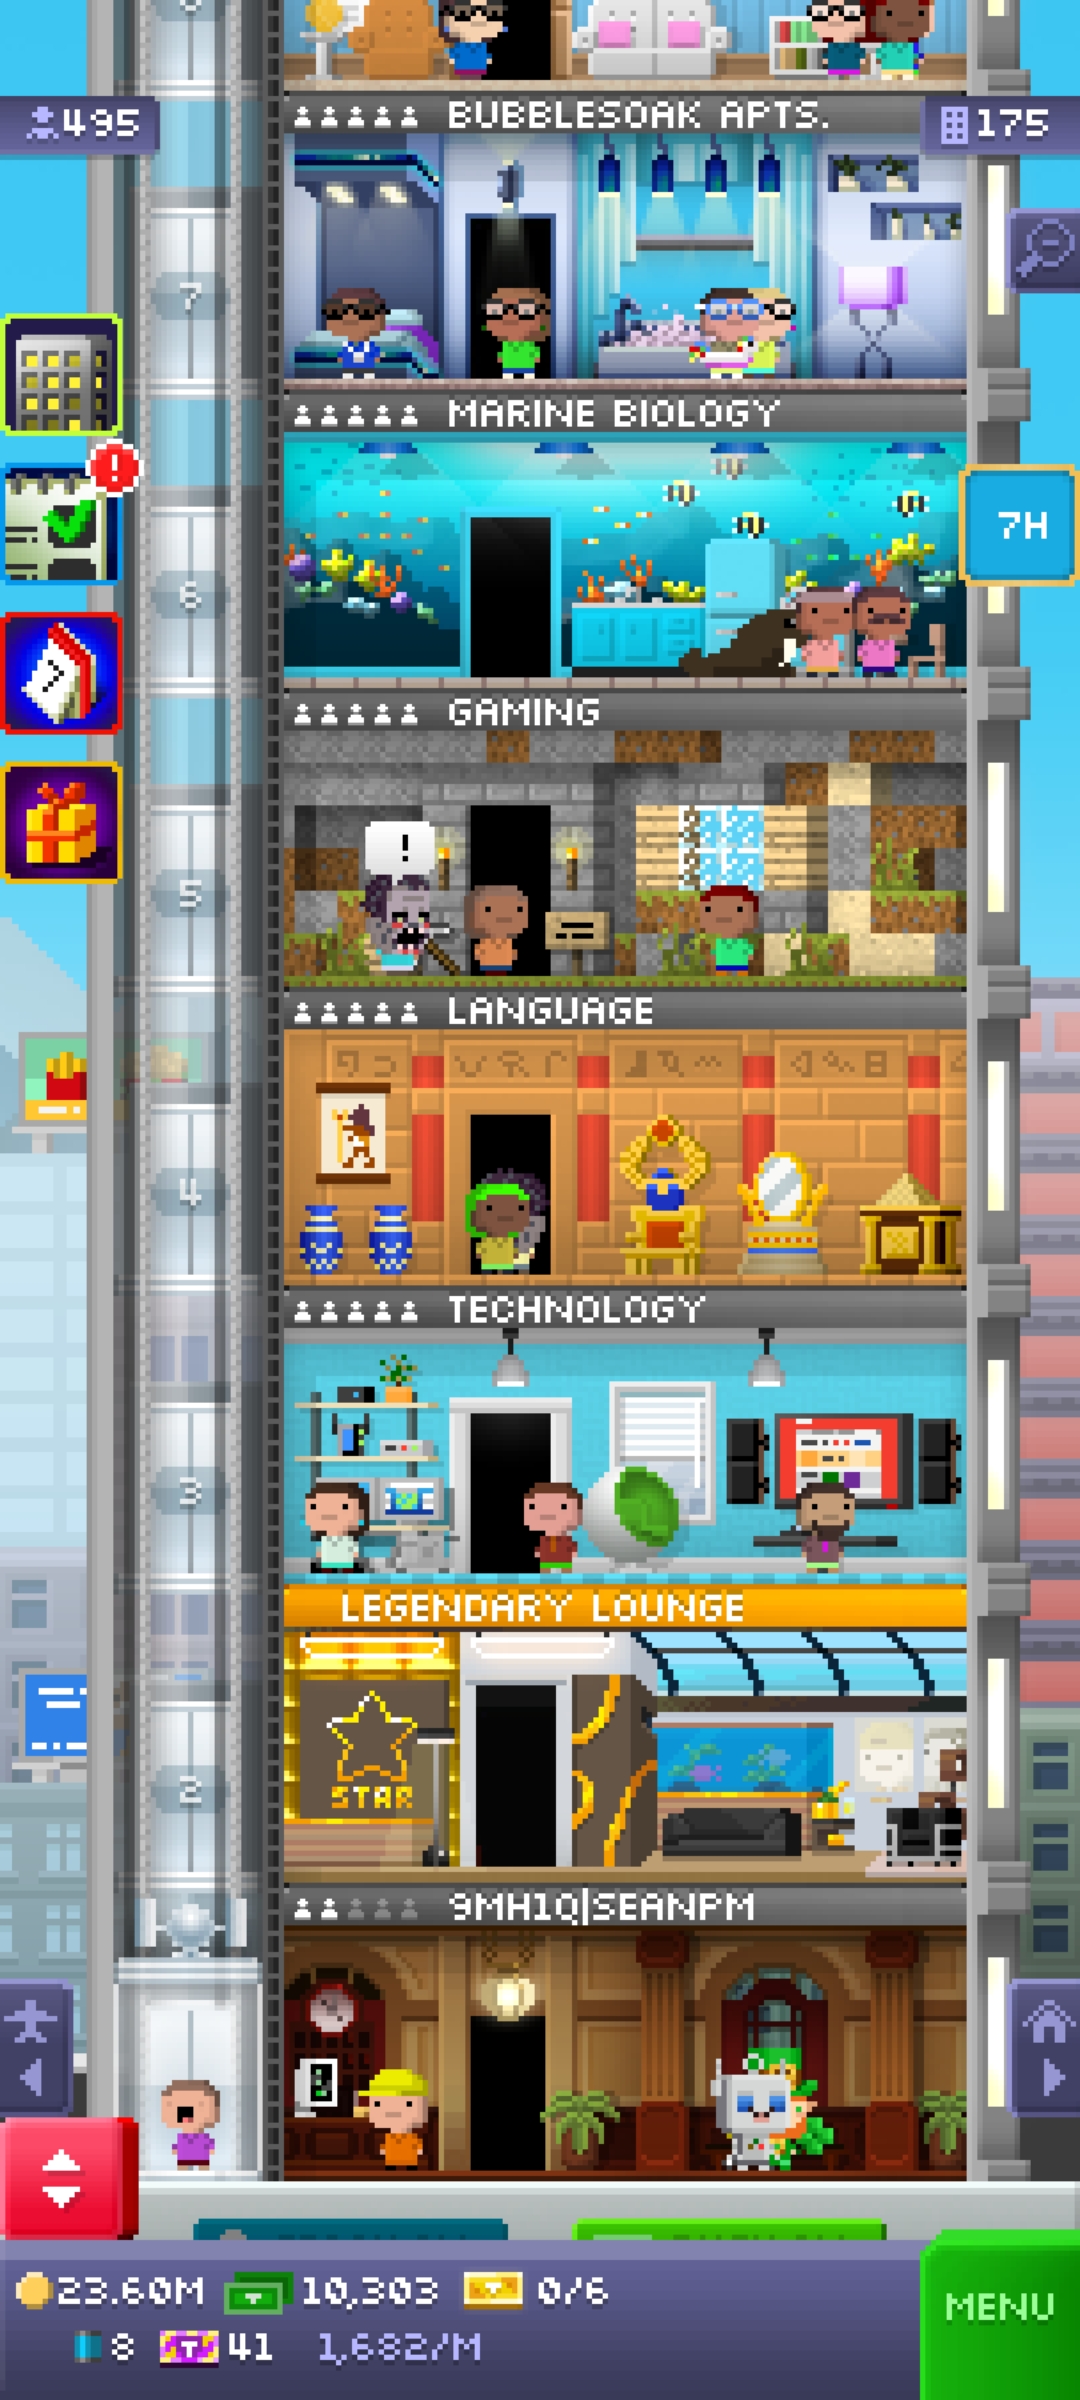 BUBBLESOAK APTS.
495
175
7
MARINE BIOLOGY
7H
6
GAMING
7
!
5
LANGUAGE
4
TECHNOLOGY
3
LEGENDARY LOUNGE
STAR
2
9MH1Q|SEANPM
23.60M 10,303 0/6
8 T 41 1,682/M
MENU